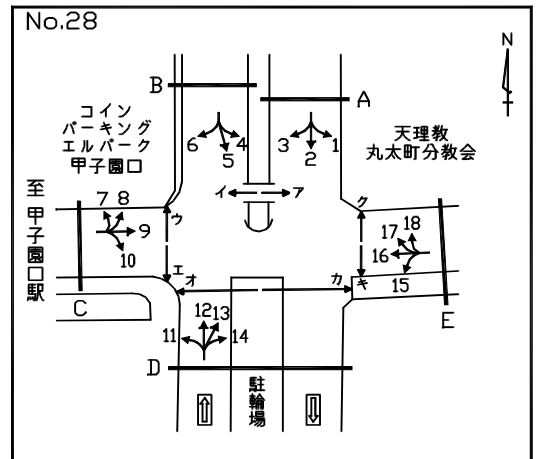 No.28
N
B
A
コイン
パーキング
エルパーク
甲子園口
天理教
丸太町分教会
6
5
4
3
2
1
イ
ア
至甲子園口駅
7 8
9
10
ウ
エ
オ
カ
キ
ク
17 18
16
15
C
E
11
12 13
14
D
駐輪場